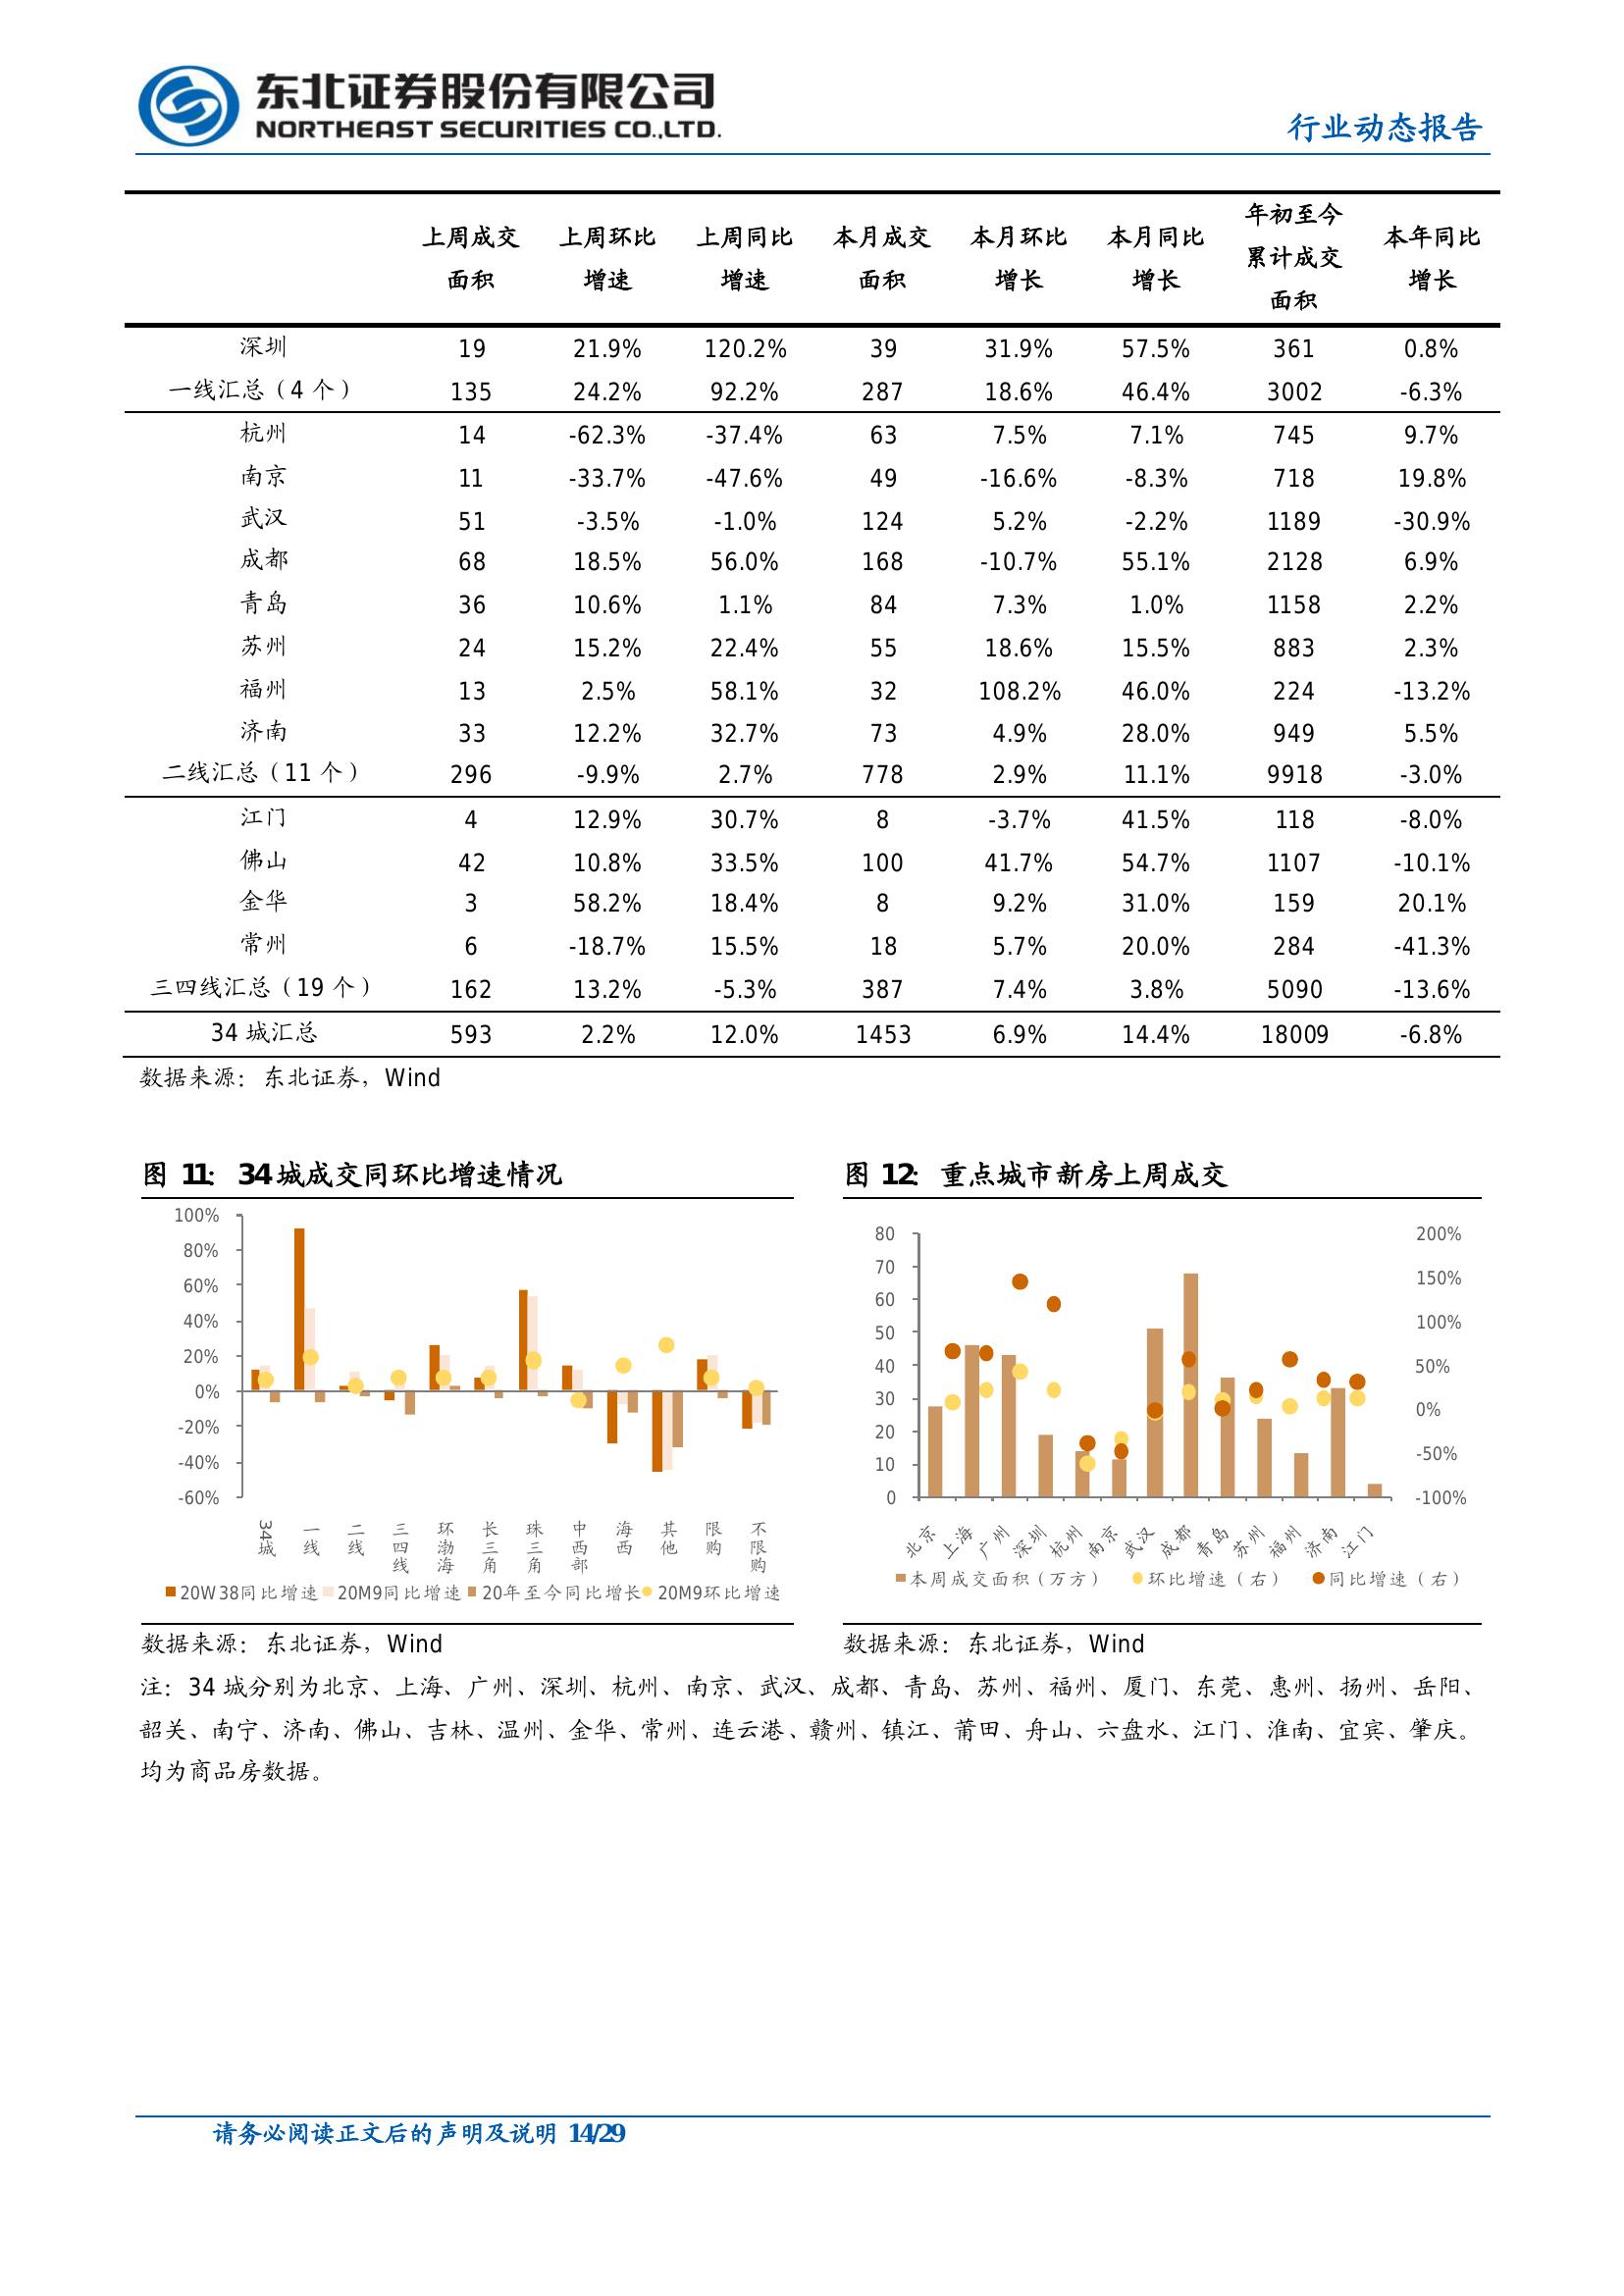 东北证券股份有限公司
NORTHEAST SECURITIES CO.,LTD.
行业动态报告
上周成交面积 上周环比增速 上周同比增速 本月成交面积 本月环比增长 本月同比增长 年初至今累计成交面积 本年同比增长
深圳 19 21.9% 120.2% 39 31.9% 57.5% 361 0.8%
一线汇总（4 个） 135 24.2% 92.2% 287 18.6% 46.4% 3002 -6.3%
杭州 14 -62.3% -37.4% 63 7.5% 7.1% 745 9.7%
南京 11 -33.7% -47.6% 49 -16.6% -8.3% 718 19.8%
武汉 51 -3.5% -1.0% 124 5.2% -2.2% 1189 -30.9%
成都 68 18.5% 56.0% 168 -10.7% 55.1% 2128 6.9%
青岛 36 10.6% 1.1% 84 7.3% 1.0% 1158 2.2%
苏州 24 15.2% 22.4% 55 18.6% 15.5% 883 2.3%
福州 13 2.5% 58.1% 32 108.2% 46.0% 224 -13.2%
济南 33 12.2% 32.7% 73 4.9% 28.0% 949 5.5%
二线汇总（11 个） 296 -9.9% 2.7% 778 2.9% 11.1% 9918 -3.0%
江门 4 12.9% 30.7% 8 -3.7% 41.5% 118 -8.0%
佛山 42 10.8% 33.5% 100 41.7% 54.7% 1107 -10.1%
金华 3 58.2% 18.4% 8 9.2% 31.0% 159 20.1%
常州 6 -18.7% 15.5% 18 5.7% 20.0% 284 -41.3%
三四线汇总（19 个） 162 13.2% -5.3% 387 7.4% 3.8% 5090 -13.6%
34 城汇总 593 2.2% 12.0% 1453 6.9% 14.4% 18009 -6.8%
数据来源：东北证券，Wind
图 11：34 城成交同环比增速情况
100%
80%
60%
40%
20%
0%
-20%
-40%
-60%
34城 一线 二线 三四线 环渤海 长三角 珠三角 中西部 海西 其他 限购 不限购
20W38同比增速 20M9同比增速 20年至今同比增长 20M9环比增速
数据来源：东北证券，Wind
图 12：重点城市新房上周成交
80 200%
70 150%
60 100%
50 50%
40 0%
30 -50%
20 -100%
10
0
北京 上海 广州 深圳 杭州 南京 武汉 成都 青岛 苏州 福州 济南 江门
本周成交面积（万方） 环比增速（右） 同比增速（右）
数据来源：东北证券，Wind
注：34 城分别为北京、上海、广州、深圳、杭州、南京、武汉、成都、青岛、苏州、福州、厦门、东莞、惠州、扬州、岳阳、
韶关、南宁、济南、佛山、吉林、温州、金华、常州、连云港、赣州、镇江、莆田、舟山、六盘水、江门、淮南、宜宾、肇庆。
均为商品房数据。
请务必阅读正文后的声明及说明 14/29